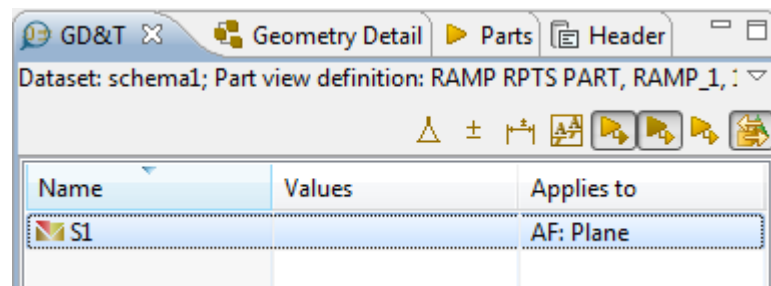 GD&T Geometry Detail Parts Header
Dataset: schema1; Part view definition: RAMP RPTS PART, RAMP_1,
Name Values Applies to
S1 AF: Plane